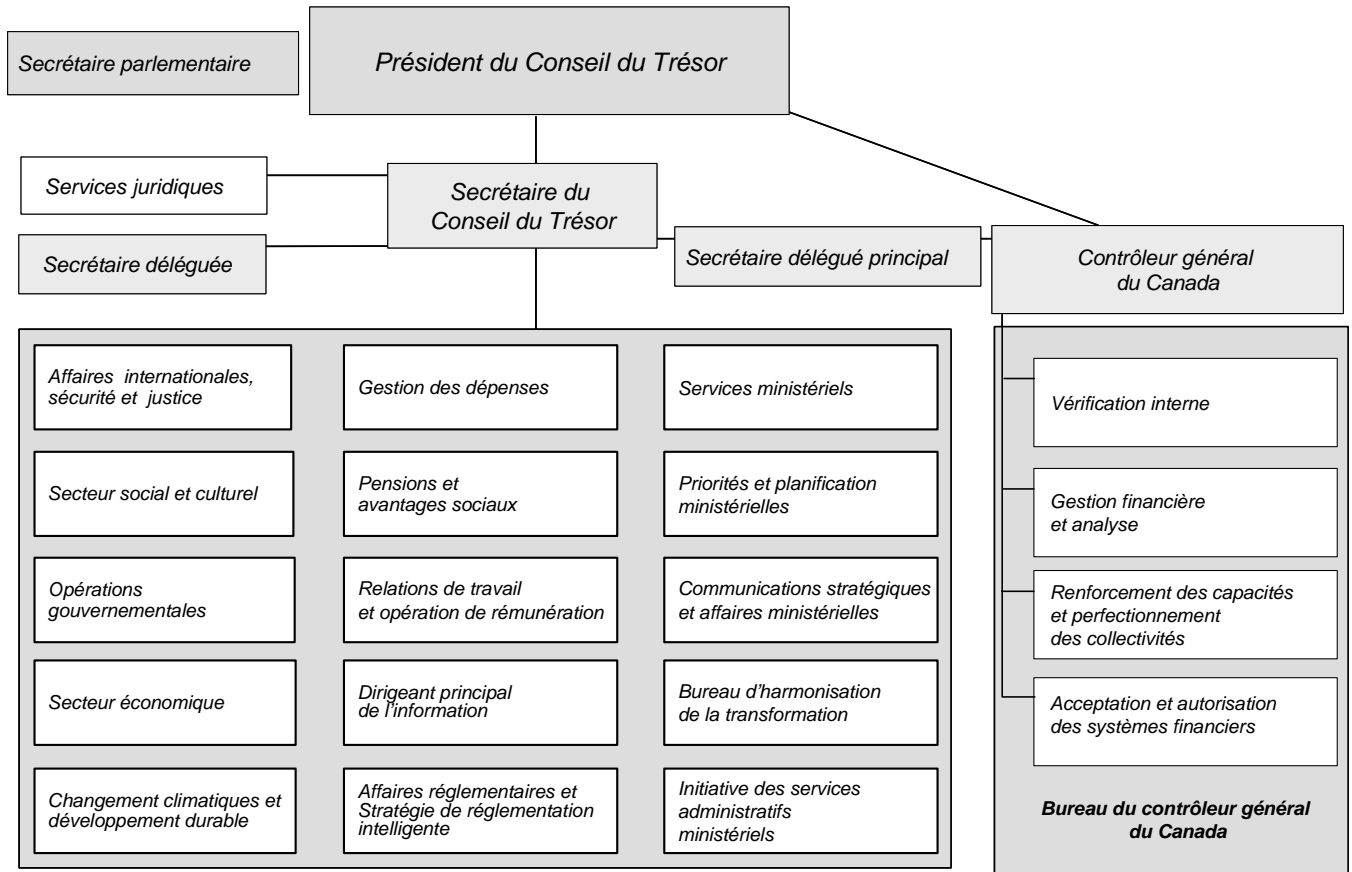 Secrétaire parlementaire
Président du Conseil du Trésor
Services juridiques
Secrétaire du
Conseil du Trésor
Secrétaire déléguée
Secrétaire délégué principal
Contrôleur général
du Canada
Affaires internationales,
sécurité et justice
Gestion des dépenses
Services ministériels
Secteur social et culturel
Pensions et
avantages sociaux
Priorités et planification
ministérielles
Opérations
gouvernementales
Relations de travail
et opération de rémunération
Communications stratégiques
et affaires ministérielles
Secteur économique
Dirigeant principal
de l'information
Bureau d'harmonisation
de la transformation
Changement climatiques et
développement durable
Affaires réglementaires et
Stratégie de réglementation
intelligente
Initiative des services
administratifs
ministériels
Vérification interne
Gestion financière
et analyse
Renforcement des capacités
et perfectionnement
des collectivités
Acceptation et autorisation
des systèmes financiers
Bureau du contrôleur général
du Canada